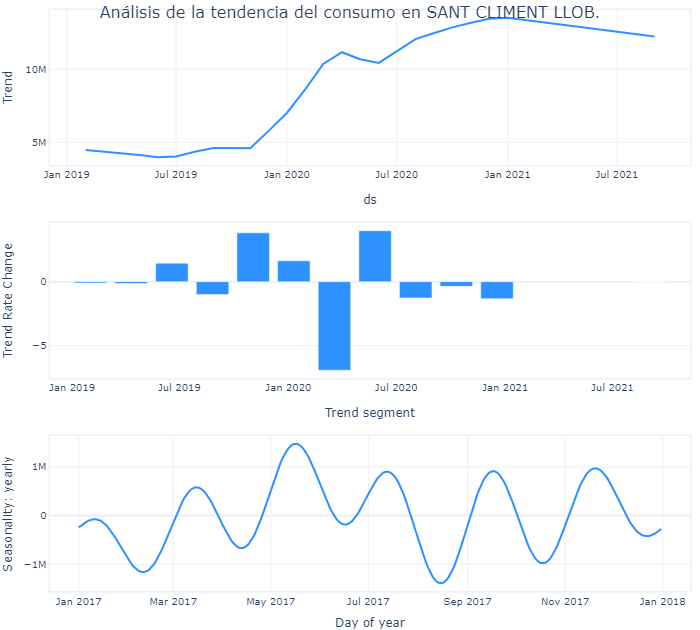 Análisis de la tendencia del consumo en SANT CLIMENT LLOB.
Trend
10M
5M
Jan 2019 Jul 2019 Jan 2020 Jul 2020 Jan 2021 Jul 2021
ds
Trend Rate Change
0
−5
Jan 2019 Jul 2019 Jan 2020 Jul 2020 Jan 2021 Jul 2021
Trend segment
Seasonality: yearly
1M
0
−1M
Jan 2017 Mar 2017 May 2017 Jul 2017 Sep 2017 Nov 2017 Jan 2018
Day of year